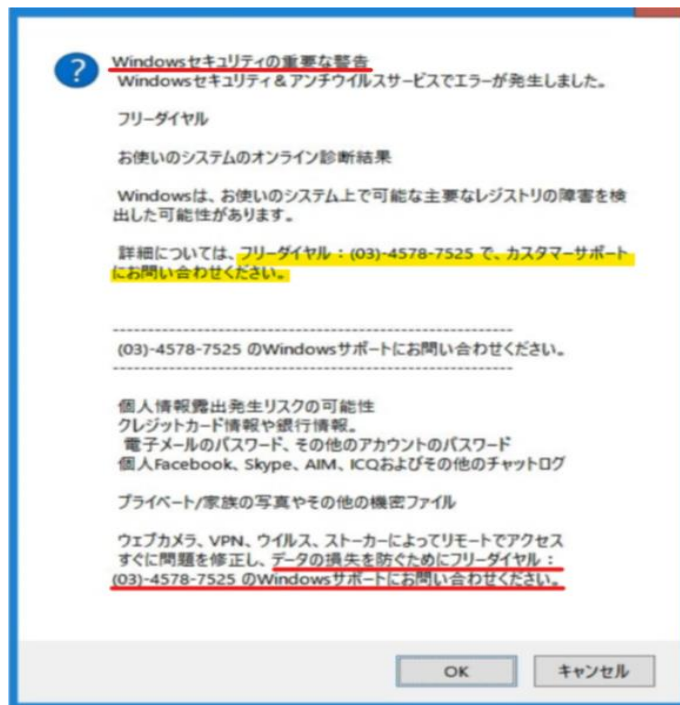 Windowsセキュリティの重要な警告
Windowsセキュリティ&アンチウイルスサービスでエラーが発生しました。
フリーダイヤル
お使いのシステムのオンライン診断結果
Windowsは、お使いのシステム上で可能な主要なレジストリの障害を検
出した可能性があります。
詳細については、フリーダイヤル：(03)-4578-7525 で、カスタマーサポート
にお問い合わせください。
--------------------------------------------------------
(03)-4578-7525 のWindowsサポートにお問い合わせください。
--------------------------------------------------------
個人情報露出発生リスクの可能性
クレジットカード情報や銀行情報。
電子メールのパスワード、その他のアカウントのパスワード
個人Facebook、Skype、AIM、ICQおよびその他のチャットログ
プライベート/家族の写真やその他の機密ファイル
ウェブカメラ、VPN、ウイルス、ストーカーによってリモートでアクセス
すぐに問題を修正し、データの損失を防ぐためにフリーダイヤル：
(03)-4578-7525 のWindowsサポートにお問い合わせください。
OK
キャンセル
?